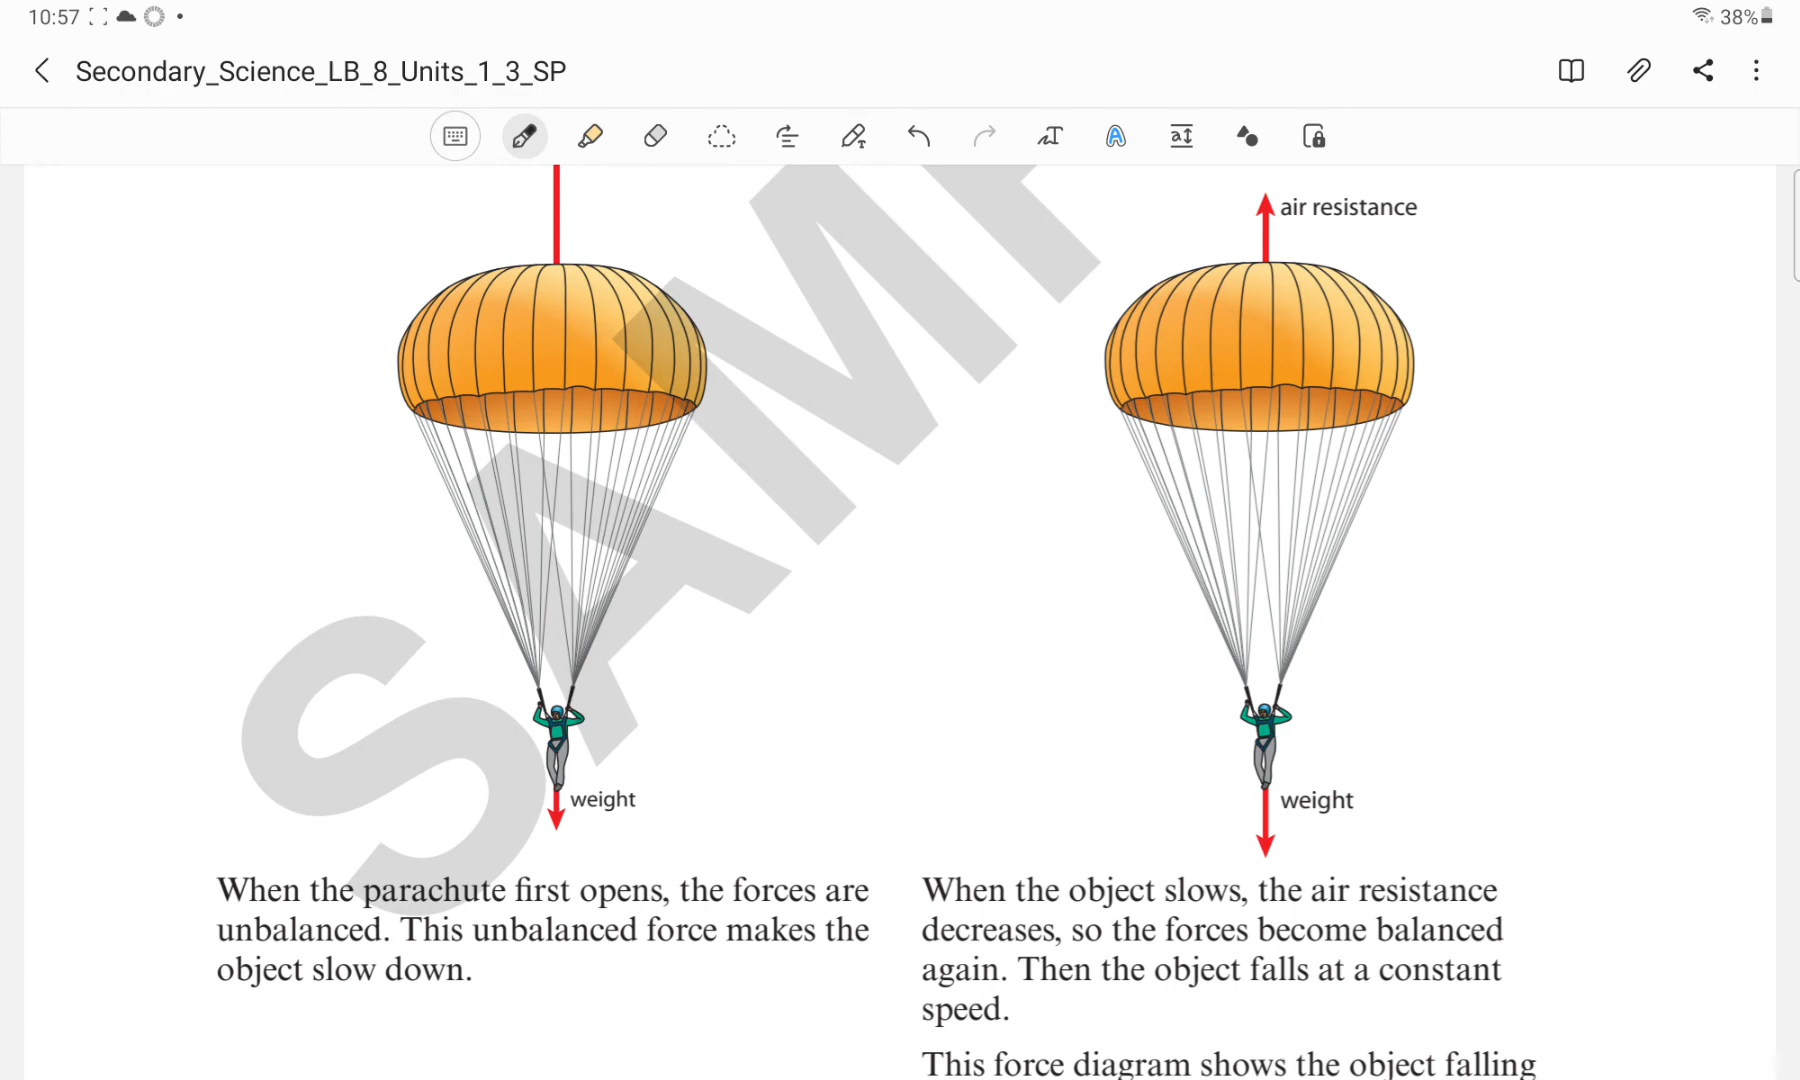 10:57
38%
Secondary_Science_LB_8_Units_1_3_SP
air resistance
SAMP
weight
weight
When the parachute first opens, the forces are
unbalanced. This unbalanced force makes the
object slow down.
When the object slows, the air resistance
decreases, so the forces become balanced
again. Then the object falls at a constant
speed.
This force diagram shows the object falling